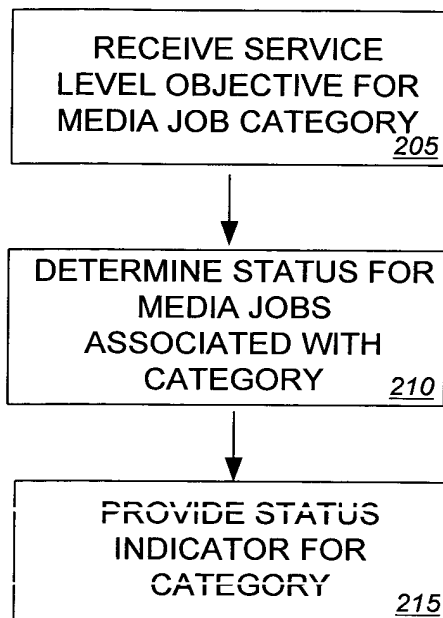 RECEIVE SERVICE
LEVEL OBJECTIVE FOR
MEDIA JOB CATEGORY
205
DETERMINE STATUS FOR
MEDIA JOBS
ASSOCIATED WITH
CATEGORY
210
PROVIDE STATUS
INDICATOR FOR
CATEGORY
215